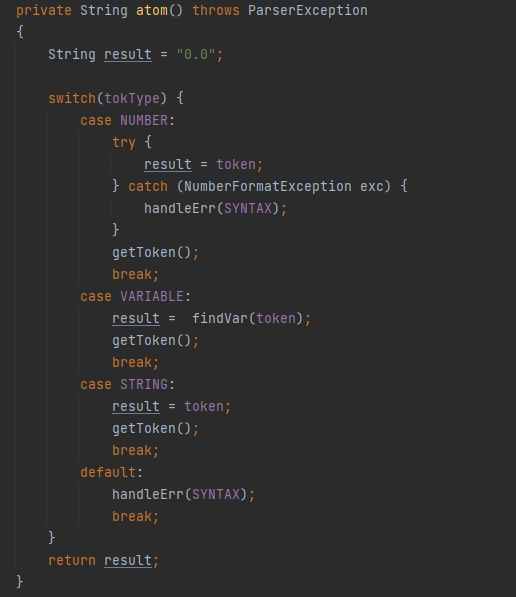 private String atom() throws ParserException
{
    String result = "0.0";
    switch(tokType) {
        case NUMBER:
            try {
                result = token;
            } catch (NumberFormatException exc) {
                handleErr(SYNTAX);
            }
            getToken();
            break;
        case VARIABLE:
            result =  findVar(token);
            getToken();
            break;
        case STRING:
            result = token;
            getToken();
            break;
        default:
            handleErr(SYNTAX);
            break;
    }
    return result;
}